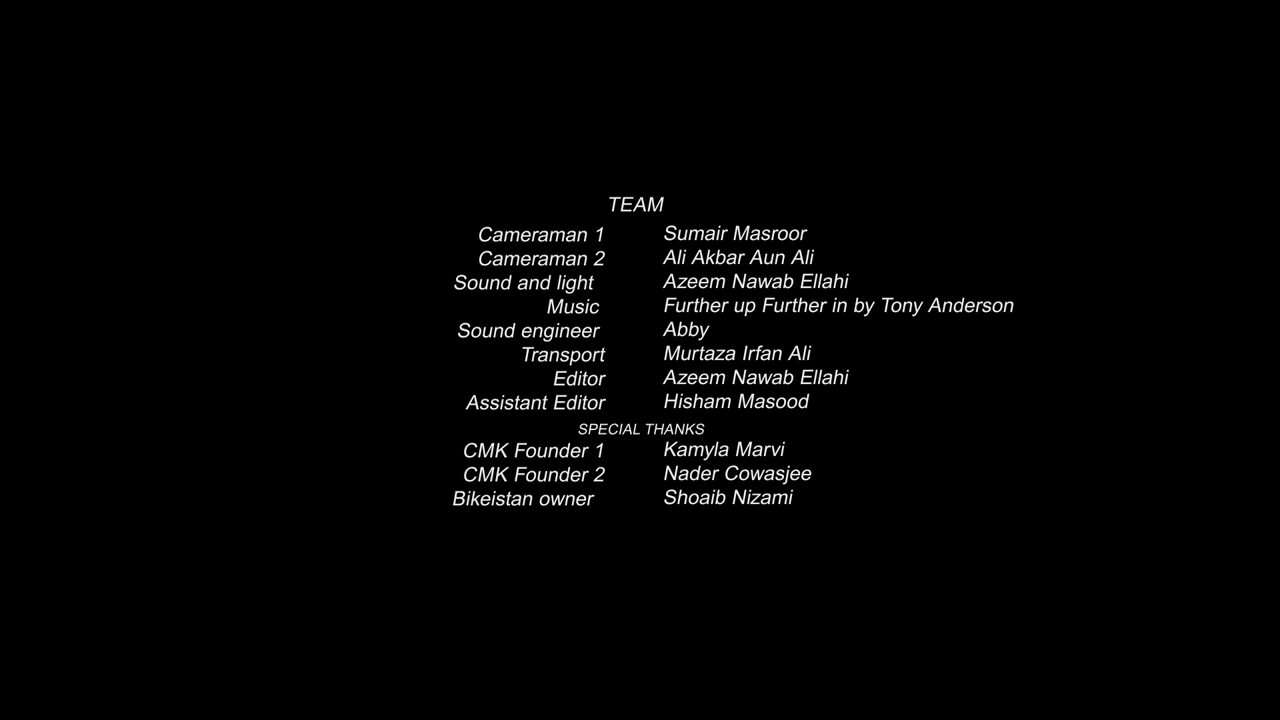 TEAM
Cameraman 1 Sumair Masroor
Cameraman 2 Ali Akbar Aun Ali
Sound and light Azeem Nawab Ellahi
Music Further up Further in by Tony Anderson
Sound engineer Abby
Transport Murtaza Irfan Ali
Editor Azeem Nawab Ellahi
Assistant Editor Hisham Masood
SPECIAL THANKS
CMK Founder 1 Kamyla Marvi
CMK Founder 2 Nader Cowasjee
Bikeistan owner Shoaib Nizami